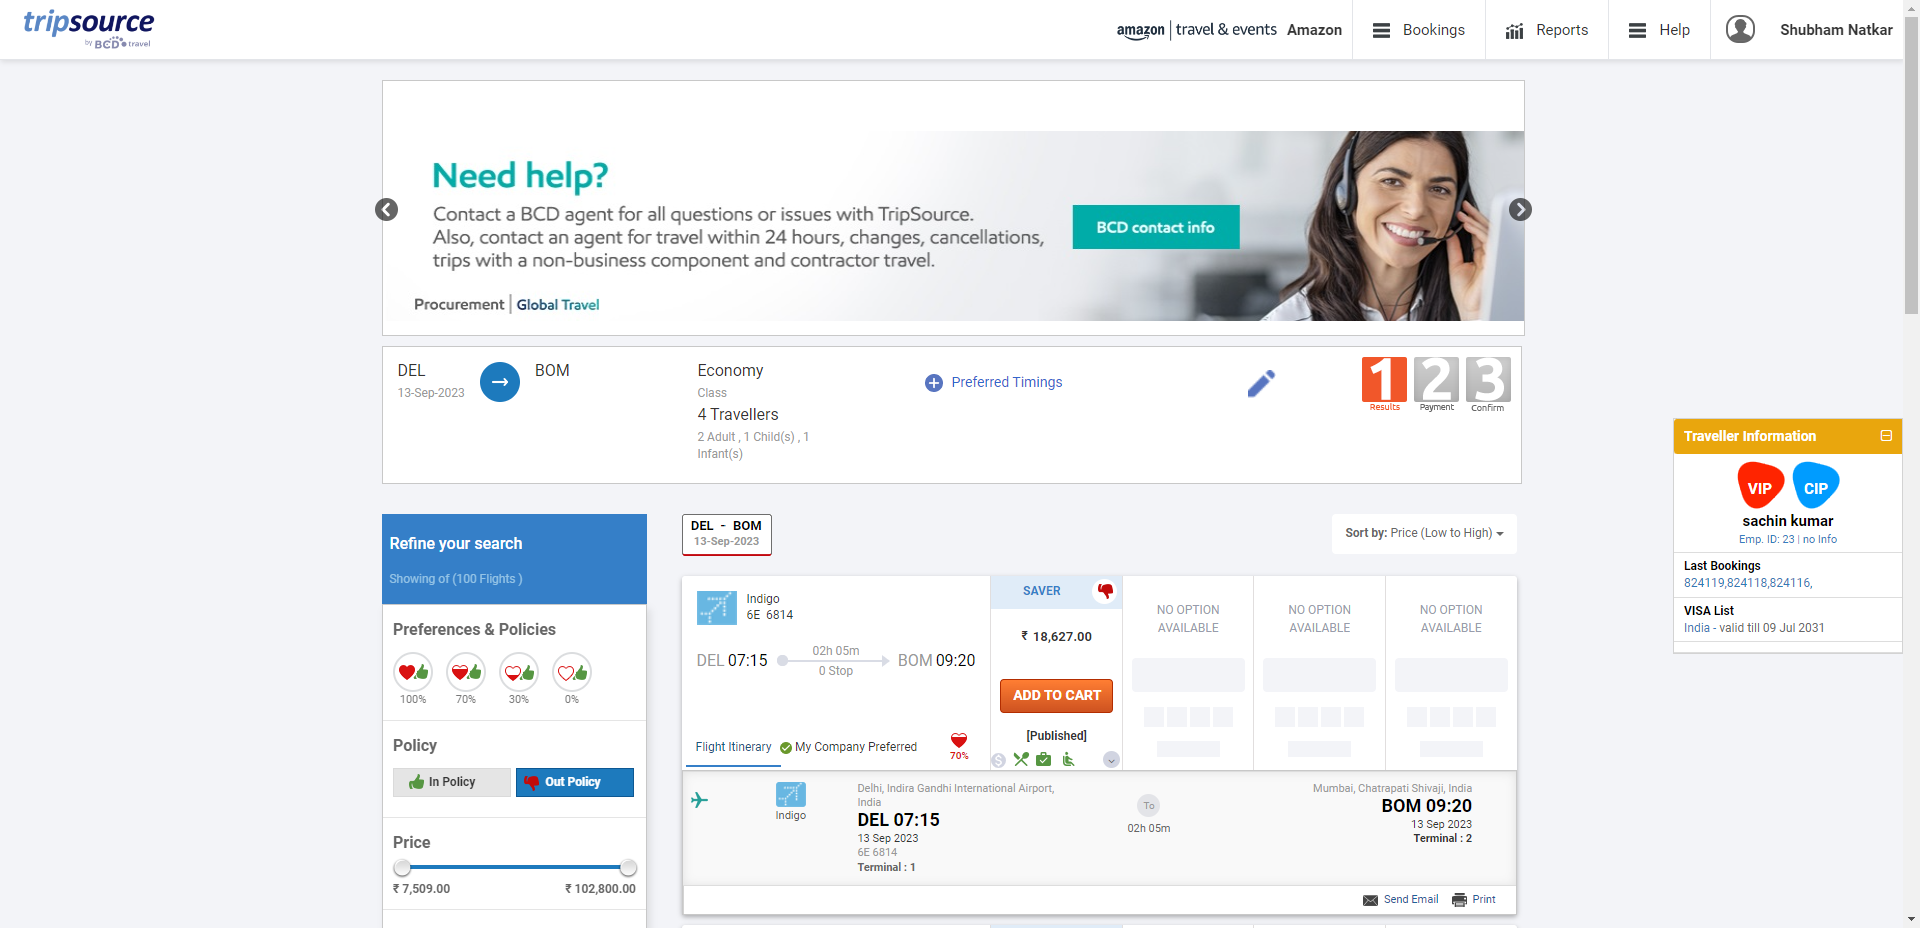 tripsource
by BCD travel
amazon | travel & events Amazon
Bookings
Reports
Help
Shubham Natkar
Need help?
Contact a BCD agent for all questions or issues with TripSource.
Also, contact an agent for travel within 24 hours, changes, cancellations,
trips with a non-business component and contractor travel.
BCD contact info
Procurement | Global Travel
DEL
13-Sep-2023
BOM
Economy
Class
4 Travellers
2 Adult , 1 Child(s) , 1
Infant(s)
Preferred Timings
1 2 3
Results Payment Confirm
Traveller Information
VIP CIP
sachin kumar
Emp. ID: 23 | no Info
Last Bookings
824119,824118,824116,
VISA List
India - valid till 09 Jul 2031
Refine your search
Showing of (100 Flights )
Preferences & Policies
100% 70% 30% 0%
Policy
In Policy Out Policy
Price
₹ 7,509.00 ₹ 102,800.00
DEL - BOM
13-Sep-2023
Sort by: Price (Low to High)
Indigo
6E 6814
DEL 07:15
02h 05m
0 Stop
BOM 09:20
Flight Itinerary
My Company Preferred
70%
SAVER
₹ 18,627.00
ADD TO CART
[Published]
NO OPTION
AVAILABLE
NO OPTION
AVAILABLE
NO OPTION
AVAILABLE
Indigo
Delhi, Indira Gandhi International Airport,
India
DEL 07:15
13 Sep 2023
6E 6814
Terminal : 1
To
02h 05m
Mumbai, Chatrapati Shivaji, India
BOM 09:20
13 Sep 2023
Terminal : 2
Send Email
Print